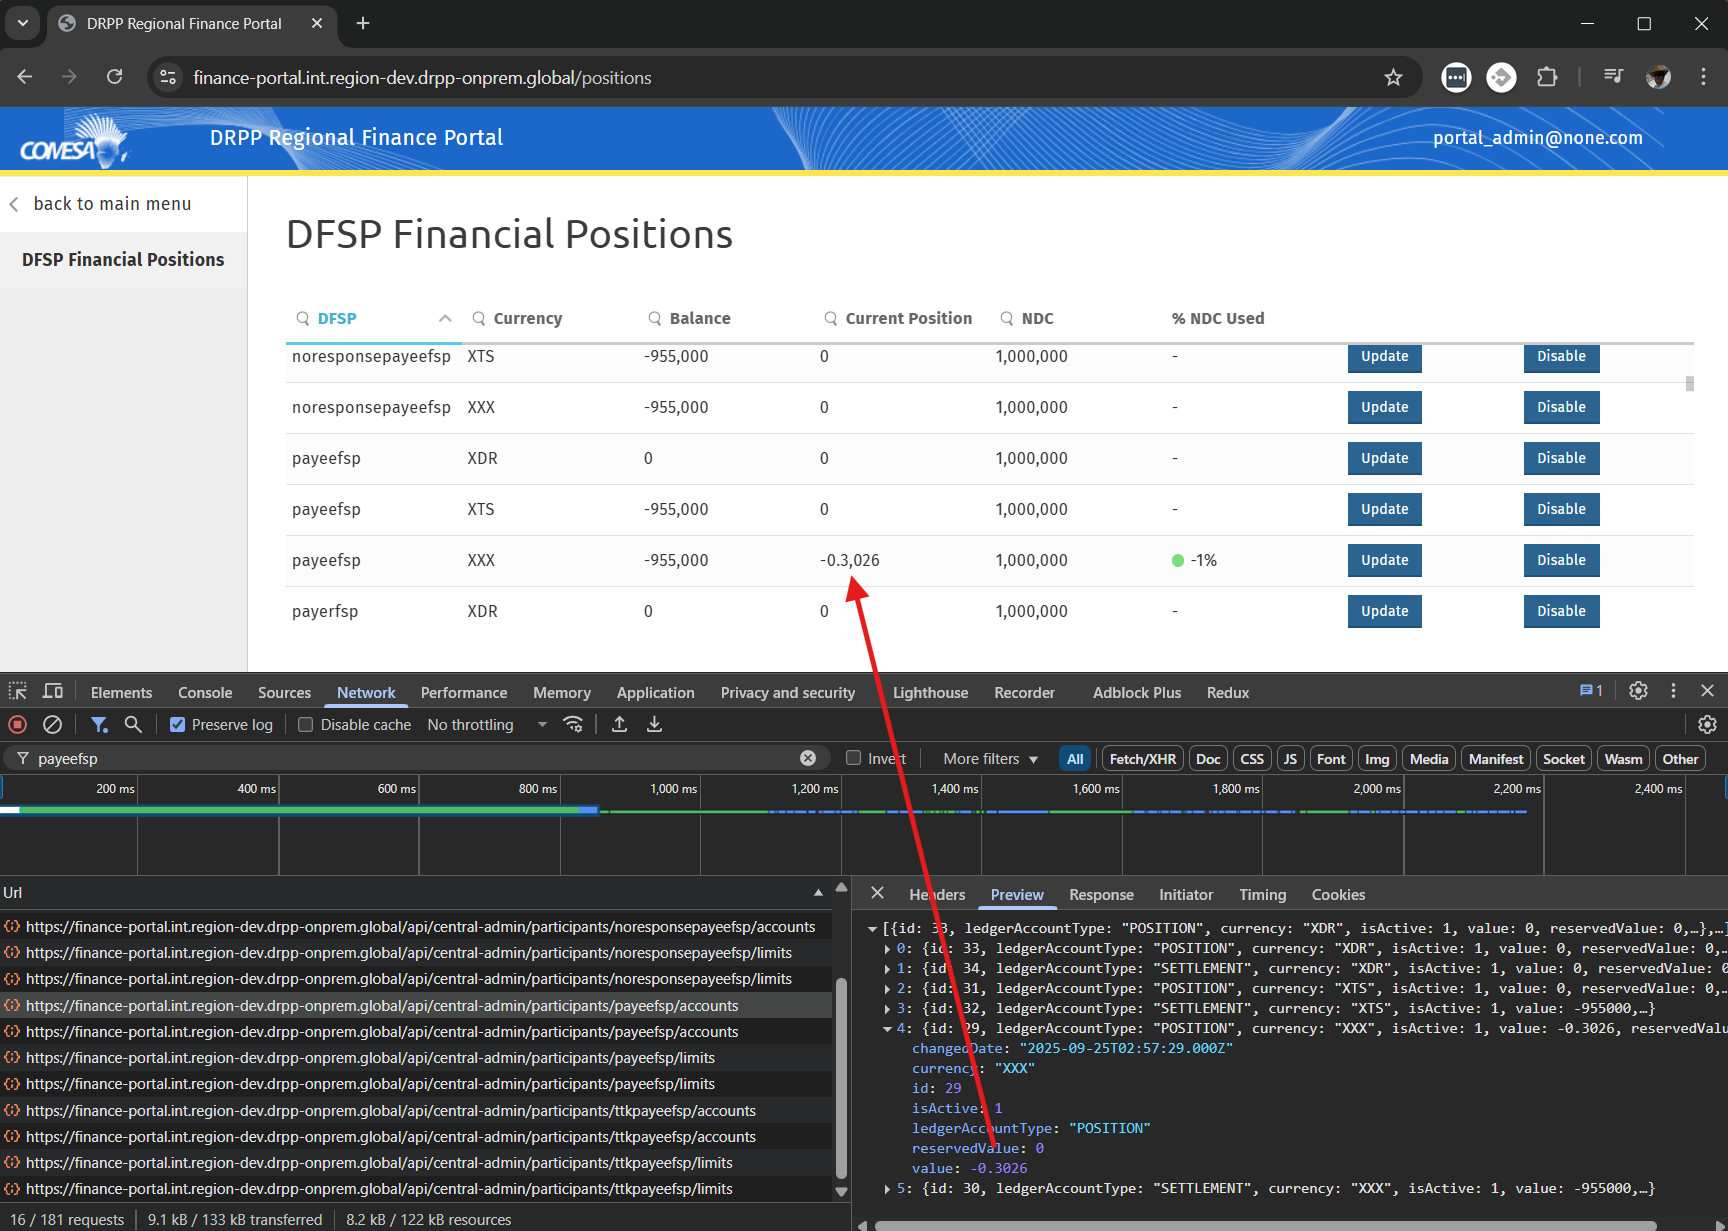 DRPP Regional Finance Portal
finance-portal.int.region-dev.drpp-onprem.global/positions
COMESA
DRPP Regional Finance Portal
portal_admin@none.com
back to main menu
DFSP Financial Positions
DFSP Financial Positions
DFSP Currency Balance Current Position NDC % NDC Used
noresponsepayeefsp XTS -955,000 0 1,000,000 - Update Disable
noresponsepayeefsp XXX -955,000 0 1,000,000 - Update Disable
payeefsp XDR 0 0 1,000,000 - Update Disable
payeefsp XTS -955,000 0 1,000,000 - Update Disable
payeefsp XXX -955,000 -0.3,026 1,000,000 -1% Update Disable
payerfsp XDR 0 0 1,000,000 - Update Disable
Elements Console Sources Network Performance Memory Application Privacy and security Lighthouse Recorder Adblock Plus Redux 1
Preserve log Disable cache No throttling
payeefsp Invert More filters All Fetch/XHR Doc CSS JS Font Img Media Manifest Socket Wasm Other
200 ms 400 ms 600 ms 800 ms 1,000 ms 1,200 ms 1,400 ms 1,600 ms 1,800 ms 2,000 ms 2,200 ms 2,400 ms
Url
https://finance-portal.int.region-dev.drpp-onprem.global/api/central-admin/participants/noresponsepayeefsp/accounts
https://finance-portal.int.region-dev.drpp-onprem.global/api/central-admin/participants/noresponsepayeefsp/limits
https://finance-portal.int.region-dev.drpp-onprem.global/api/central-admin/participants/noresponsepayeefsp/limits
https://finance-portal.int.region-dev.drpp-onprem.global/api/central-admin/participants/payeefsp/accounts
https://finance-portal.int.region-dev.drpp-onprem.global/api/central-admin/participants/payeefsp/accounts
https://finance-portal.int.region-dev.drpp-onprem.global/api/central-admin/participants/payeefsp/limits
https://finance-portal.int.region-dev.drpp-onprem.global/api/central-admin/participants/payeefsp/limits
https://finance-portal.int.region-dev.drpp-onprem.global/api/central-admin/participants/ttkpayeefsp/accounts
https://finance-portal.int.region-dev.drpp-onprem.global/api/central-admin/participants/ttkpayeefsp/accounts
https://finance-portal.int.region-dev.drpp-onprem.global/api/central-admin/participants/ttkpayeefsp/limits
https://finance-portal.int.region-dev.drpp-onprem.global/api/central-admin/participants/ttkpayeefsp/limits
16 / 181 requests 9.1 kB / 133 kB transferred 8.2 kB / 122 kB resources
Headers Preview Response Initiator Timing Cookies
[{id: 33, ledgerAccountType: "POSITION", currency: "XDR", isActive: 1, value: 0, reservedValue: 0,…},…]
0: {id: 33, ledgerAccountType: "POSITION", currency: "XDR", isActive: 1, value: 0, reservedValue: 0,…
1: {id: 34, ledgerAccountType: "SETTLEMENT", currency: "XDR", isActive: 1, value: 0, reservedValue: 0
2: {id: 31, ledgerAccountType: "POSITION", currency: "XTS", isActive: 1, value: 0, reservedValue: 0,…
3: {id: 32, ledgerAccountType: "SETTLEMENT", currency: "XTS", isActive: 1, value: -955000,…}
4: {id: 29, ledgerAccountType: "POSITION", currency: "XXX", isActive: 1, value: -0.3026, reservedValu
changedDate: "2025-09-25T02:57:29.000Z"
currency: "XXX"
id: 29
isActive: 1
ledgerAccountType: "POSITION"
reservedValue: 0
value: -0.3026
5: {id: 30, ledgerAccountType: "SETTLEMENT", currency: "XXX", isActive: 1, value: -955000,…}